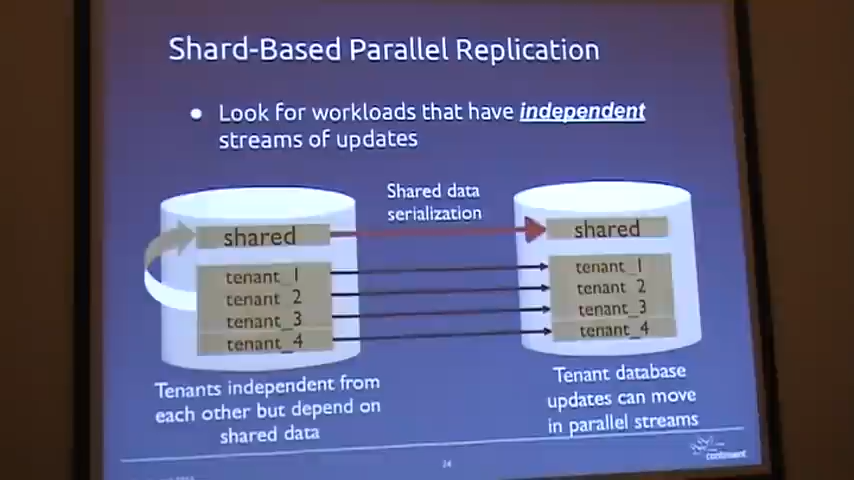 Shard-Based Parallel Replication
● Look for workloads that have independent
streams of updates
Shared data
serialization
shared
tenant_1
tenant_2
tenant_3
tenant_4
shared
tenant_1
tenant_2
tenant_3
tenant_4
Tenants independent from
each other but depend on
shared data
Tenant database
updates can move
in parallel streams
24
continuent